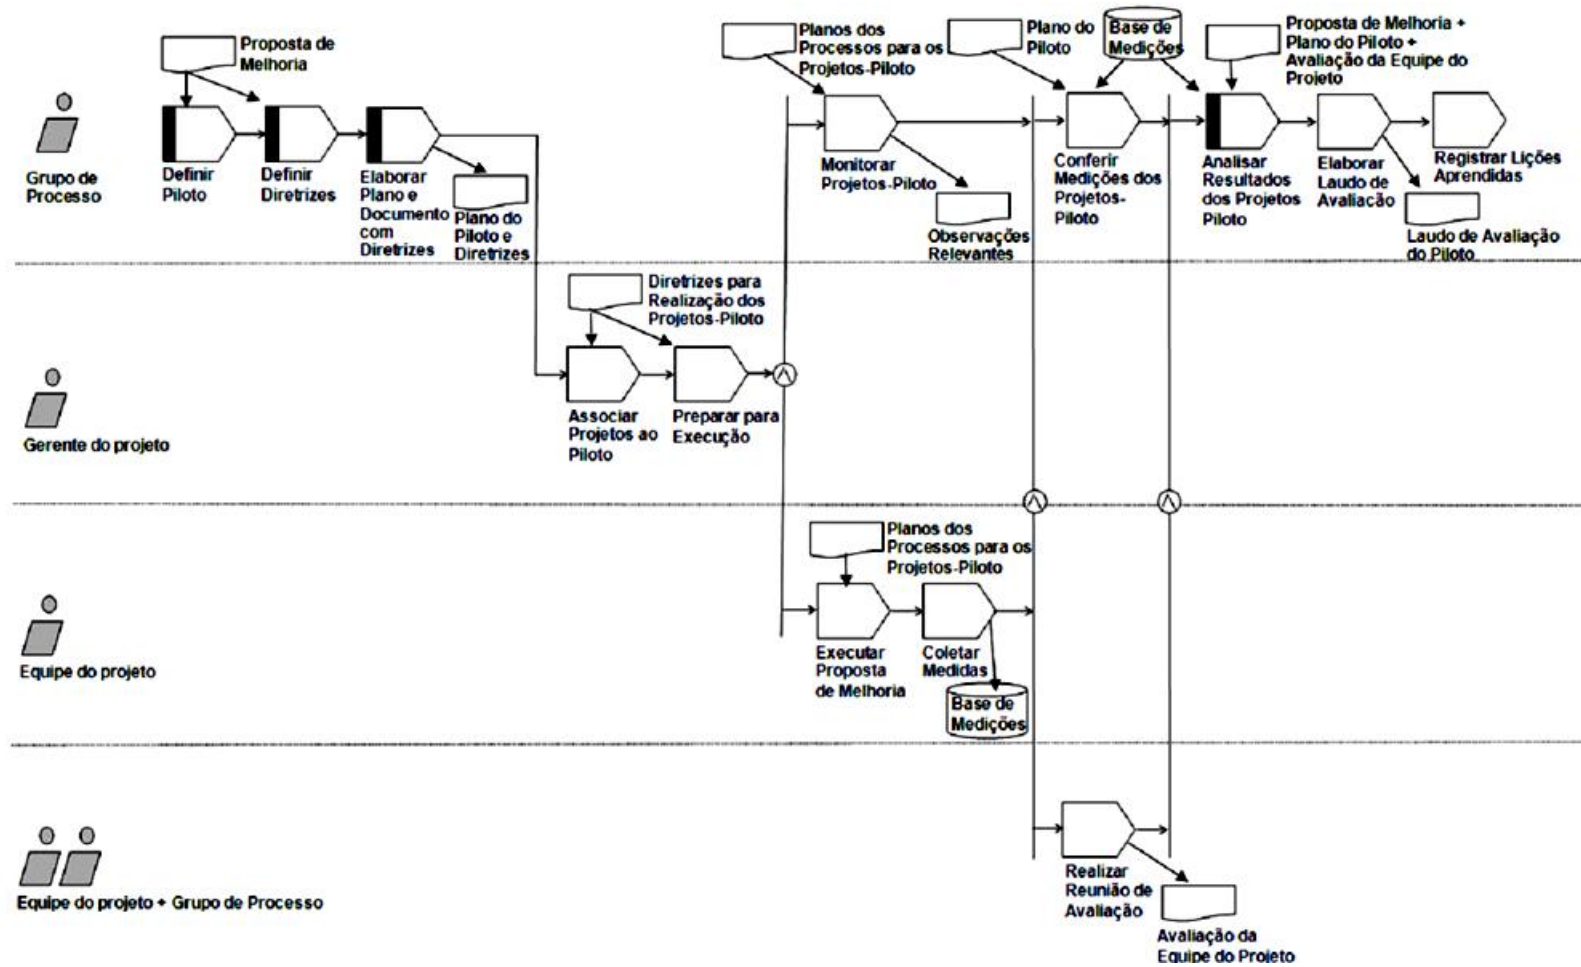 Proposta de
Melhoria
Planos dos
Processos para os
Projetos-Piloto
Plano do
Piloto
Base de
Medições
Proposta de Melhoria +
Plano do Piloto +
Avaliação da Equipe do
Projeto
Grupo de
Processo
Definir
Piloto
Definir
Diretrizes
Elaborar
Plano e
Documento
com
Diretrizes
Plano do
Piloto e
Diretrizes
Monitorar
Projetos-Piloto
Observações
Relevantes
Conferir
Medições dos
Projetos-
Piloto
Analisar
Resultados
dos Projetos
Piloto
Elaborar
Laudo de
Avaliação
Registrar Lições
Aprendidas
Laudo de Avaliação
do Piloto
Diretrizes para
Realização dos
Projetos-Piloto
Gerente do projeto
Associar
Projetos ao
Piloto
Preparar para
Execução
Planos dos
Processos para os
Projetos-Piloto
Equipe do projeto
Executar
Proposta
de Melhoria
Coletar
Medidas
Base de
Medições
Equipe do projeto + Grupo de Processo
Realizar
Reunião de
Avaliação
Avaliação da
Equipe do Projeto